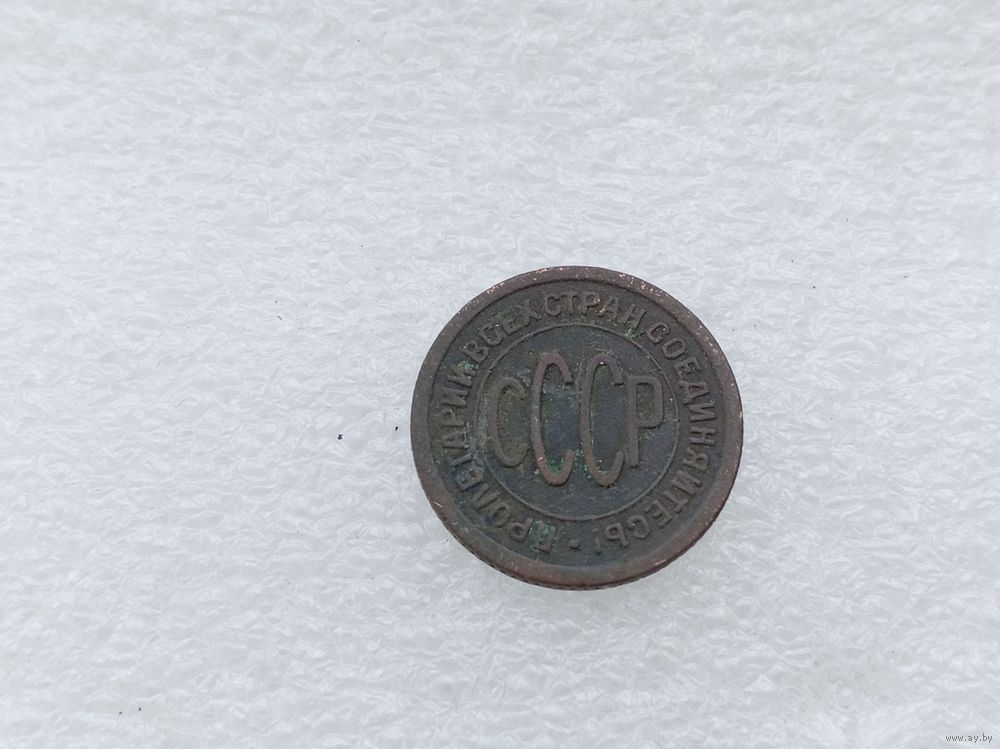 ПРОЛЕТАРИИ ВСЕХ СТРАН, СОЕДИНЯЙТЕСЬ! •
СССР
www.ay.by